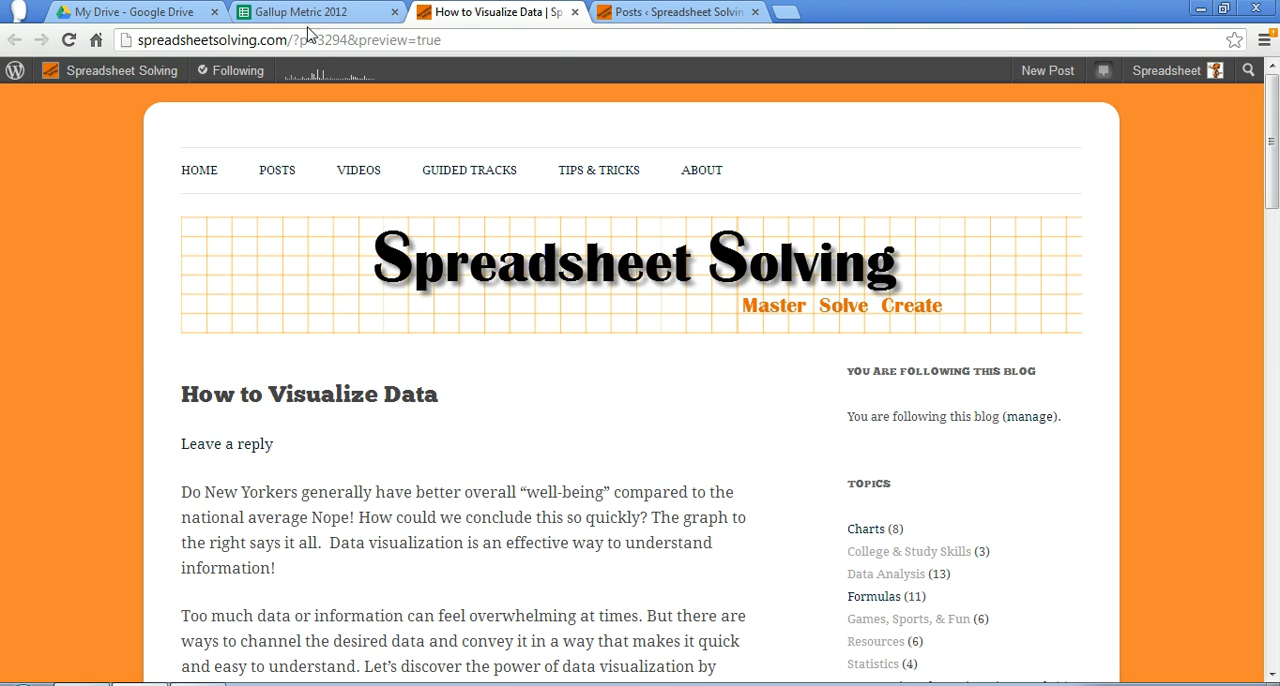 My Drive - Google Drive
Gallup Metric 2012
How to Visualize Data | Sp
Posts ‹ Spreadsheet Solvin
spreadsheetsolving.com/?p=3294&preview=true
Spreadsheet Solving
Following
New Post
Spreadsheet
HOME
POSTS
VIDEOS
GUIDED TRACKS
TIPS & TRICKS
ABOUT
Spreadsheet Solving
Master Solve Create
How to Visualize Data
Leave a reply
Do New Yorkers generally have better overall “well-being” compared to the
national average Nope! How could we conclude this so quickly? The graph to
the right says it all. Data visualization is an effective way to understand
information!
Too much data or information can feel overwhelming at times. But there are
ways to channel the desired data and convey it in a way that makes it quick
and easy to understand. Let’s discover the power of data visualization by
YOU ARE FOLLOWING THIS BLOG
You are following this blog (manage).
TOPICS
Charts (8)
College & Study Skills (3)
Data Analysis (13)
Formulas (11)
Games, Sports, & Fun (6)
Resources (6)
Statistics (4)